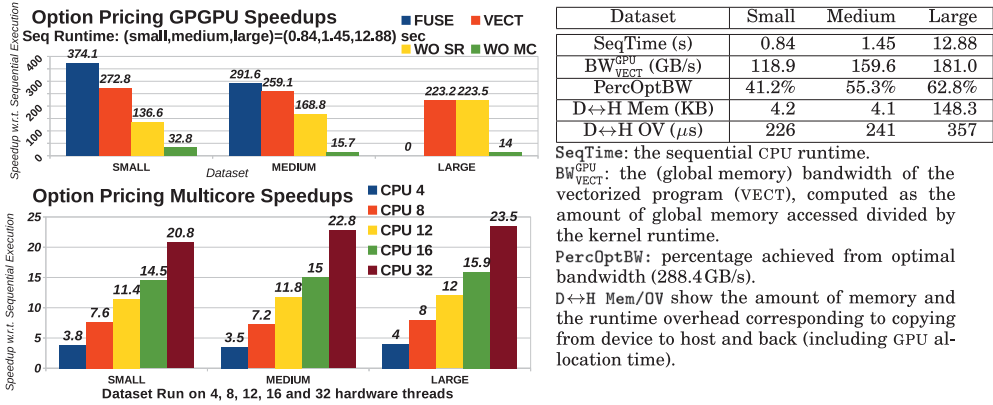 Option Pricing GPGPU Speedups
Seq Runtime: (small,medium,large)=(0.84,1.45,12.88) sec
FUSE VECT
WO SR WO MC
Speedup w.r.t. Sequential Execution
400
300
200
100
0
374.1 272.8 136.6 32.8
291.6 259.1 168.8 15.7
0 223.2 223.5 14
SMALL MEDIUM LARGE
Dataset
Option Pricing Multicore Speedups
CPU 4
CPU 8
CPU 12
CPU 16
CPU 32
Speedup w.r.t. Sequential Execution
25
20
15
10
5
0
3.8 7.6 11.4 14.5 20.8
3.5 7.2 11.8 15 22.8
4 8 12 15.9 23.5
SMALL MEDIUM LARGE
Dataset Run on 4, 8, 12, 16 and 32 hardware threads
Dataset Small Medium Large
SeqTime (s) 0.84 1.45 12.88
BW GPU VECT (GB/s) 118.9 159.6 181.0
PercOptBW 41.2% 55.3% 62.8%
D↔H Mem (KB) 4.2 4.1 148.3
D↔H OV (μs) 226 241 357
SeqTime: the sequential CPU runtime.
BW GPU VECT: the (global memory) bandwidth of the
vectorized program (VECT), computed as the
amount of global memory accessed divided by
the kernel runtime.
PercOptBW: percentage achieved from optimal
bandwidth (288.4GB/s).
D↔H Mem/OV show the amount of memory and
the runtime overhead corresponding to copying
from device to host and back (including GPU al-
location time).